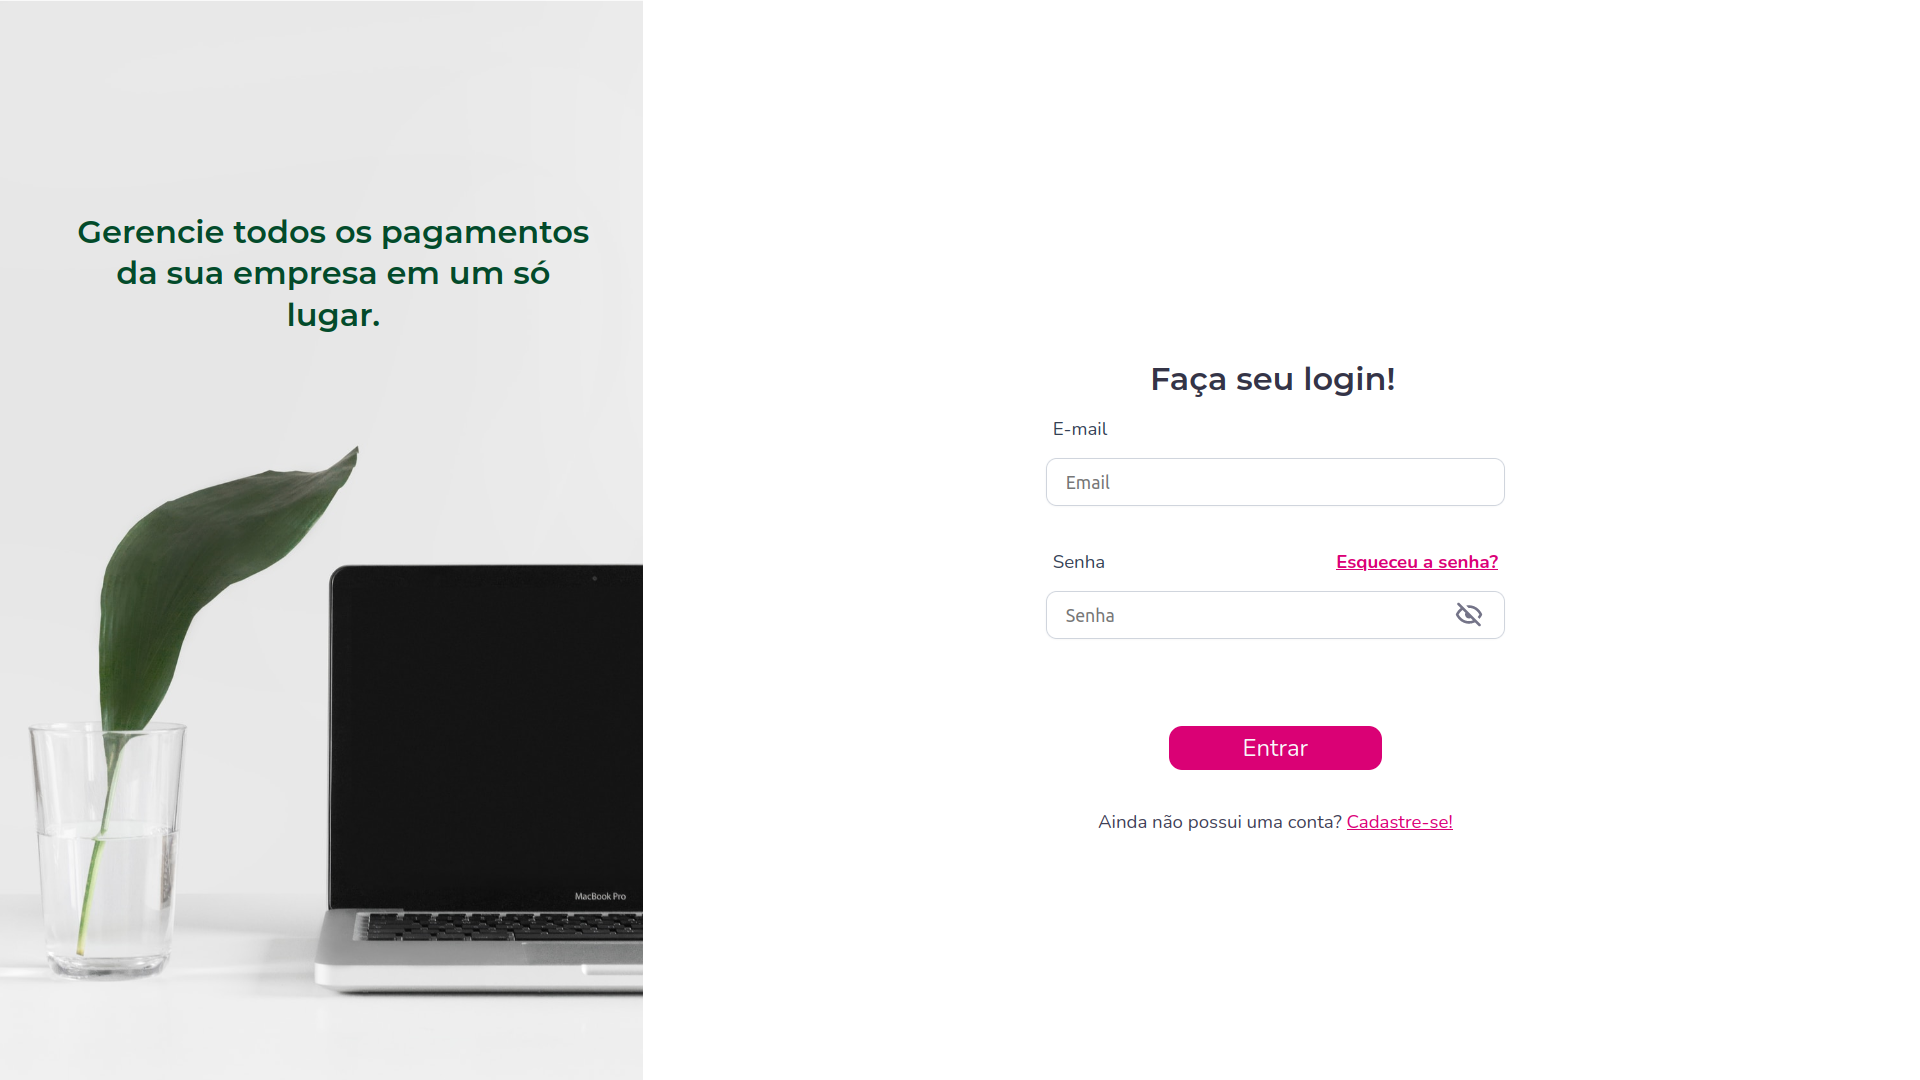 Gerencie todos os pagamentos
da sua empresa em um só
lugar.
MacBook Pro
Faça seu login!
E-mail
Email
Senha
Esqueceu a senha?
Senha
Entrar
Ainda não possui uma conta? Cadastre-se!